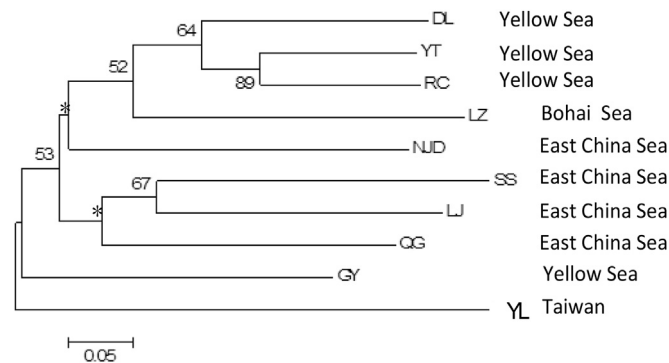 DL Yellow Sea
64
YT Yellow Sea
52
89 RC Yellow Sea
*
LZ Bohai Sea
NJD East China Sea
53
67 SS East China Sea
*
LJ East China Sea
QG East China Sea
GY Yellow Sea
YL Taiwan
0.05